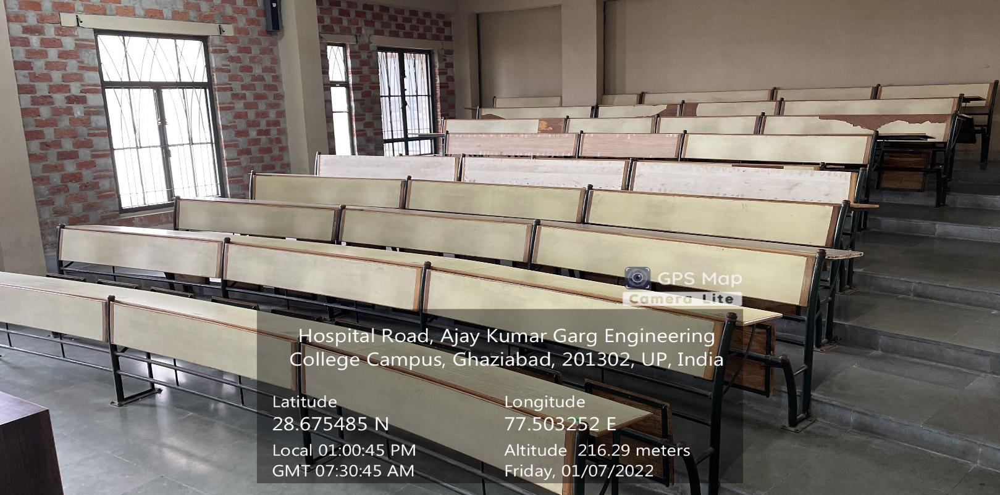 GPS Map
Camera Lite
Hospital Road, Ajay Kumar Garg Engineering
College Campus, Ghaziabad, 201302, UP, India
Latitude
28.675485 N
Longitude
77.503252 E
Local 01:00:45 PM
GMT 07:30:45 AM
Altitude 216.29 meters
Friday, 01/07/2022